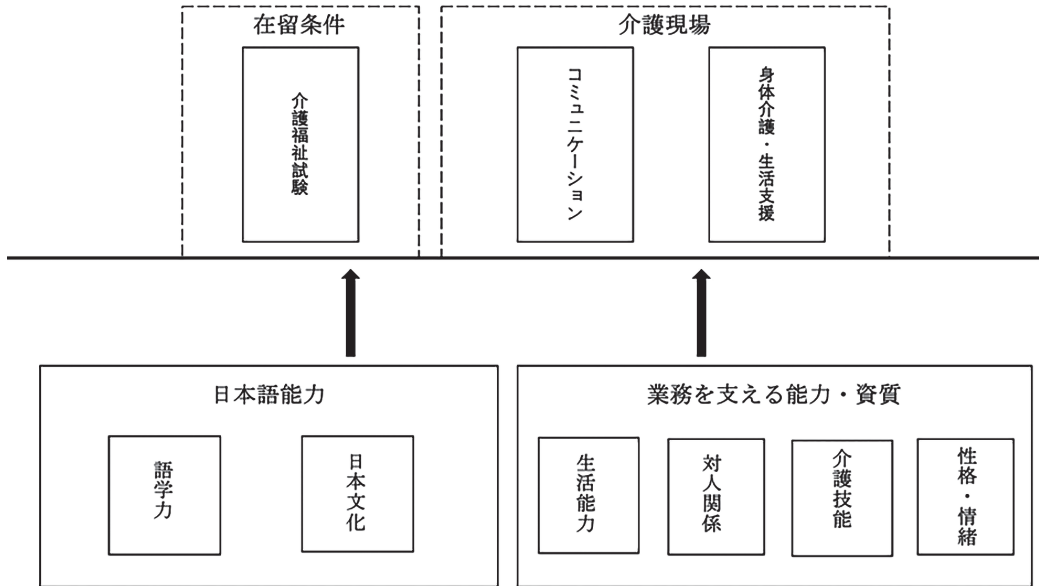 在留条件
介護福祉試験
介護現場
コミュニケーション
身体介護・生活支援
日本語能力
語学力
日本文化
業務を支える能力・資質
生活能力
対人関係
介護技能
性格・情緒